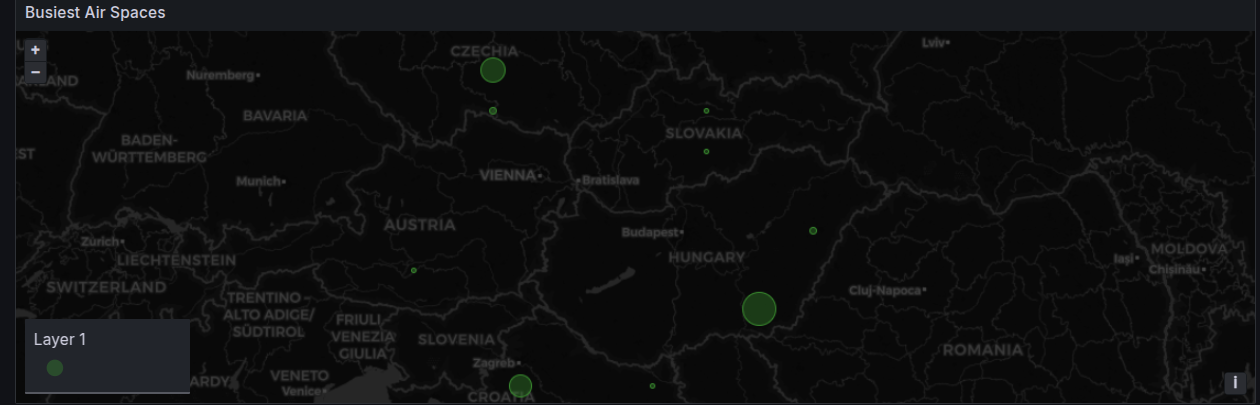 Busiest Air Spaces
+
−
CZECHIA
Lviv
Nuremberg
BAVARIA
BADEN-
WÜRTTEMBERG
SLOVAKIA
VIENNA
Bratislava
Munich
AUSTRIA
Budapest
HUNGARY
Zürich
LIECHTENSTEIN
SWITZERLAND
MOLDOVA
Iași
Chișinău
Cluj-Napoca
TRENTINO -
ALTO ADIGE/
SÜDTIROL
FRIULI -
VENEZIA
GIULIA
SLOVENIA
Zagreb
CROATIA
ROMANIA
VENETO
Venice
ARDY
Layer 1
i